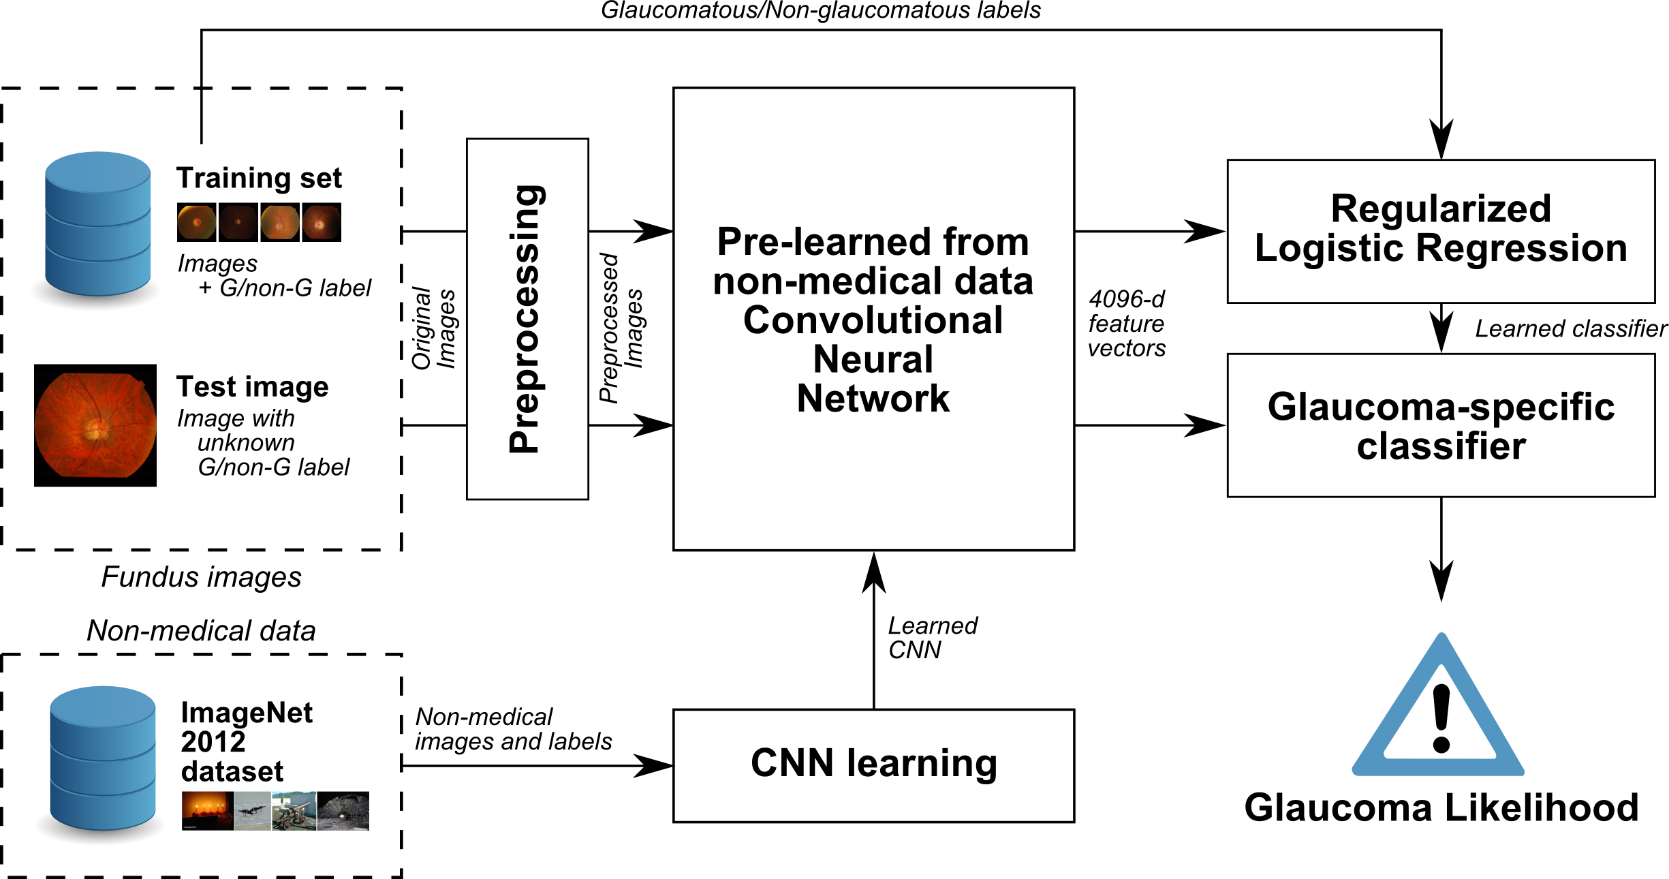 Glaucomatous/Non-glaucomatous labels
Training set
Images
+ G/non-G label
Test image
Image with
unknown
G/non-G label
Fundus images
Original
Images
Preprocessing
Preprocessed
Images
Pre-learned from
non-medical data
Convolutional
Neural
Network
4096-d
feature
vectors
Regularized
Logistic Regression
Learned classifier
Glaucoma-specific
classifier
Non-medical data
ImageNet
2012
dataset
Non-medical
images and labels
Learned
CNN
CNN learning
Glaucoma Likelihood